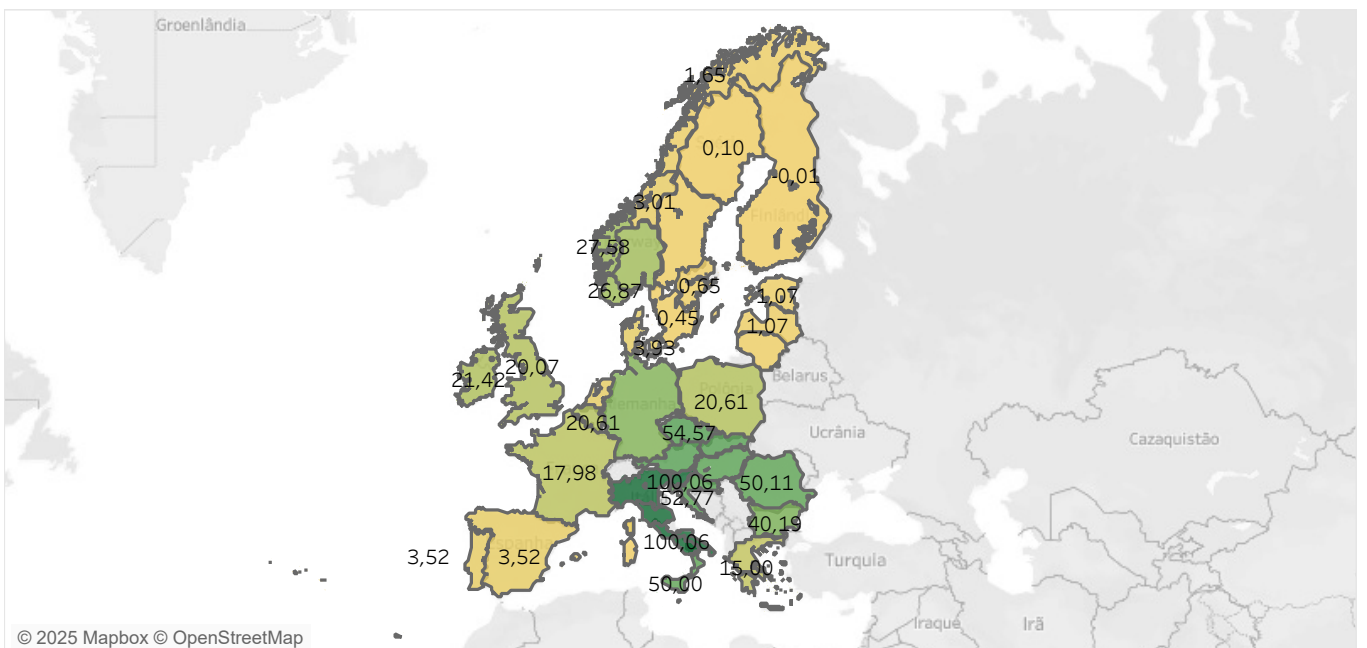 Groenlândia
1,65
0,10
-0,01
Finlândi
3,01
27,58
26,87
0,65
1,07
0,45
1,07
3,93
20,07
21,42
Belarus
Polônia
emanha
20,61
20,61
54,57
Ucrânia
Cazaquistão
17,98
100,06
50,11
52,77
40,19
100,06
spanha
3,52
3,52
15,00
Turquia
50,00
Iraque
Irã
© 2025 Mapbox © OpenStreetMap